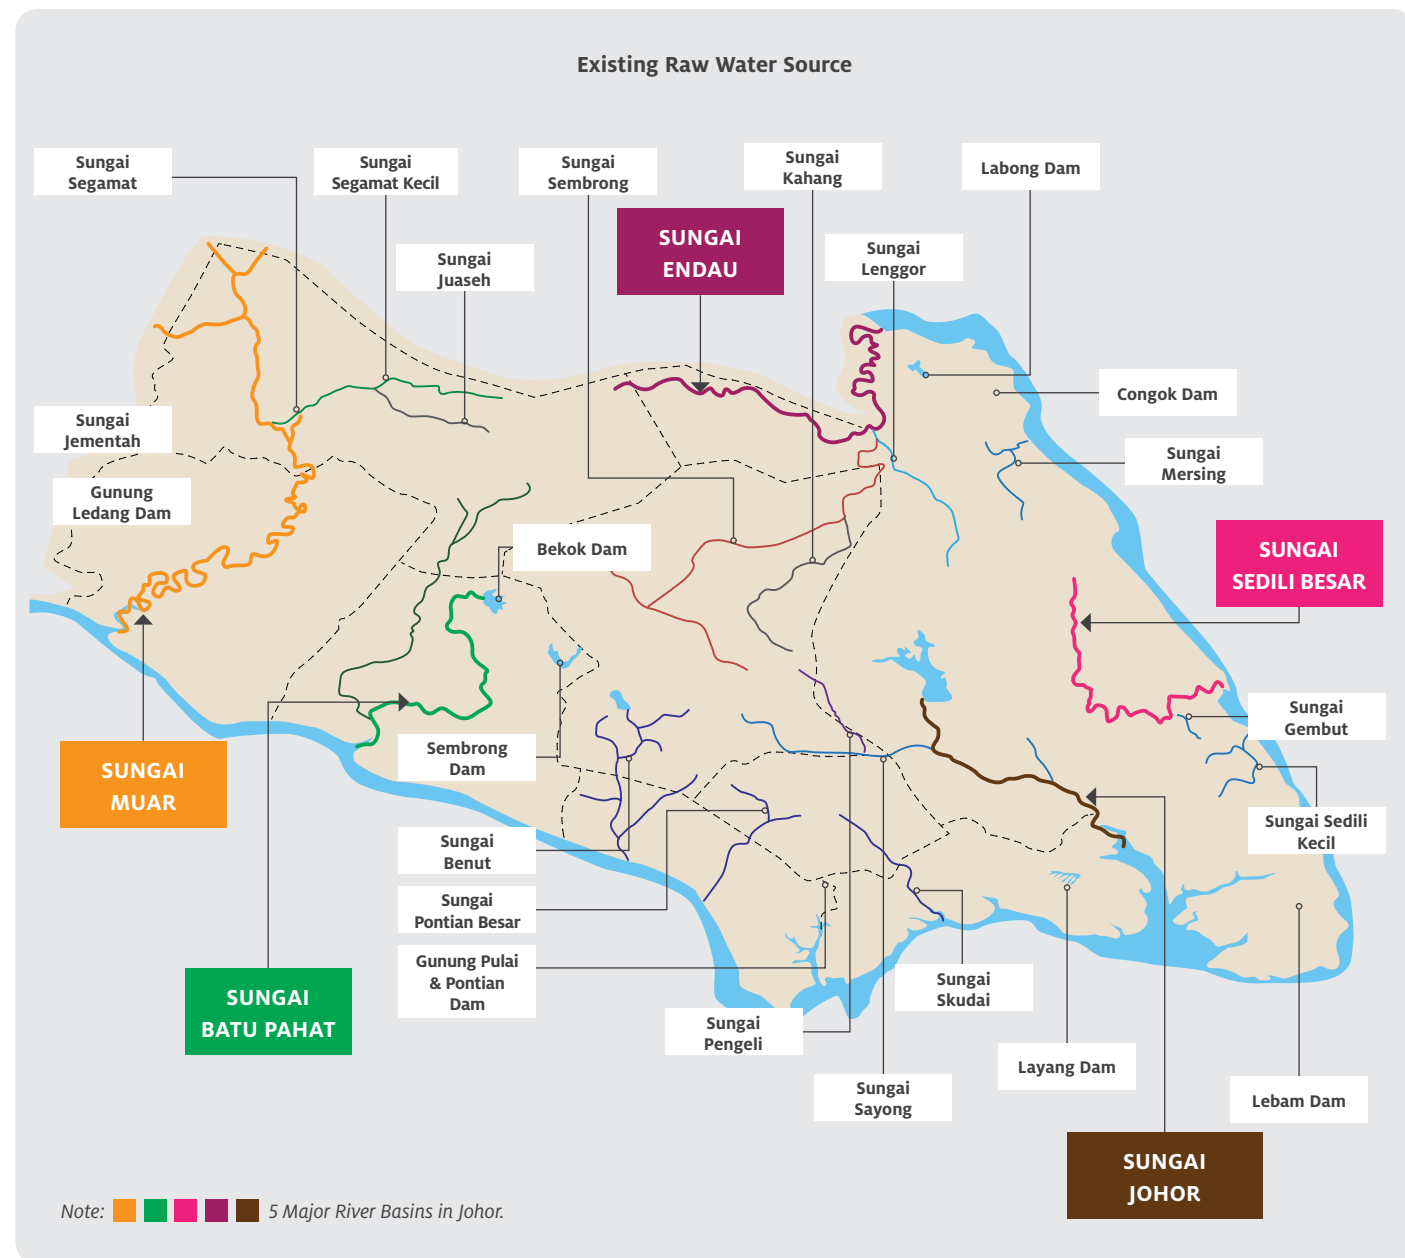 Existing Raw Water Source
Sungai
Segamat
Sungai
Segamat Kecil
Sungai
Sembrong
Sungai
Kahang
Labong Dam
SUNGAI
ENDAU
Sungai
Lenggor
Sungai
Juaseh
Congok Dam
Sungai
Jementah
Sungai
Mersing
Gunung
Ledang Dam
Bekok Dam
SUNGAI
SEDILI BESAR
Sungai
Gembut
Sembrong
Dam
SUNGAI
MUAR
Sungai Sedili
Kecil
Sungai
Benut
Sungai
Pontian Besar
Gunung Pulai
& Pontian
Dam
Sungai
Skudai
SUNGAI
BATU PAHAT
Sungai
Pengeli
Layang Dam
Sungai
Sayong
Lebam Dam
SUNGAI
JOHOR
Note: 5 Major River Basins in Johor.